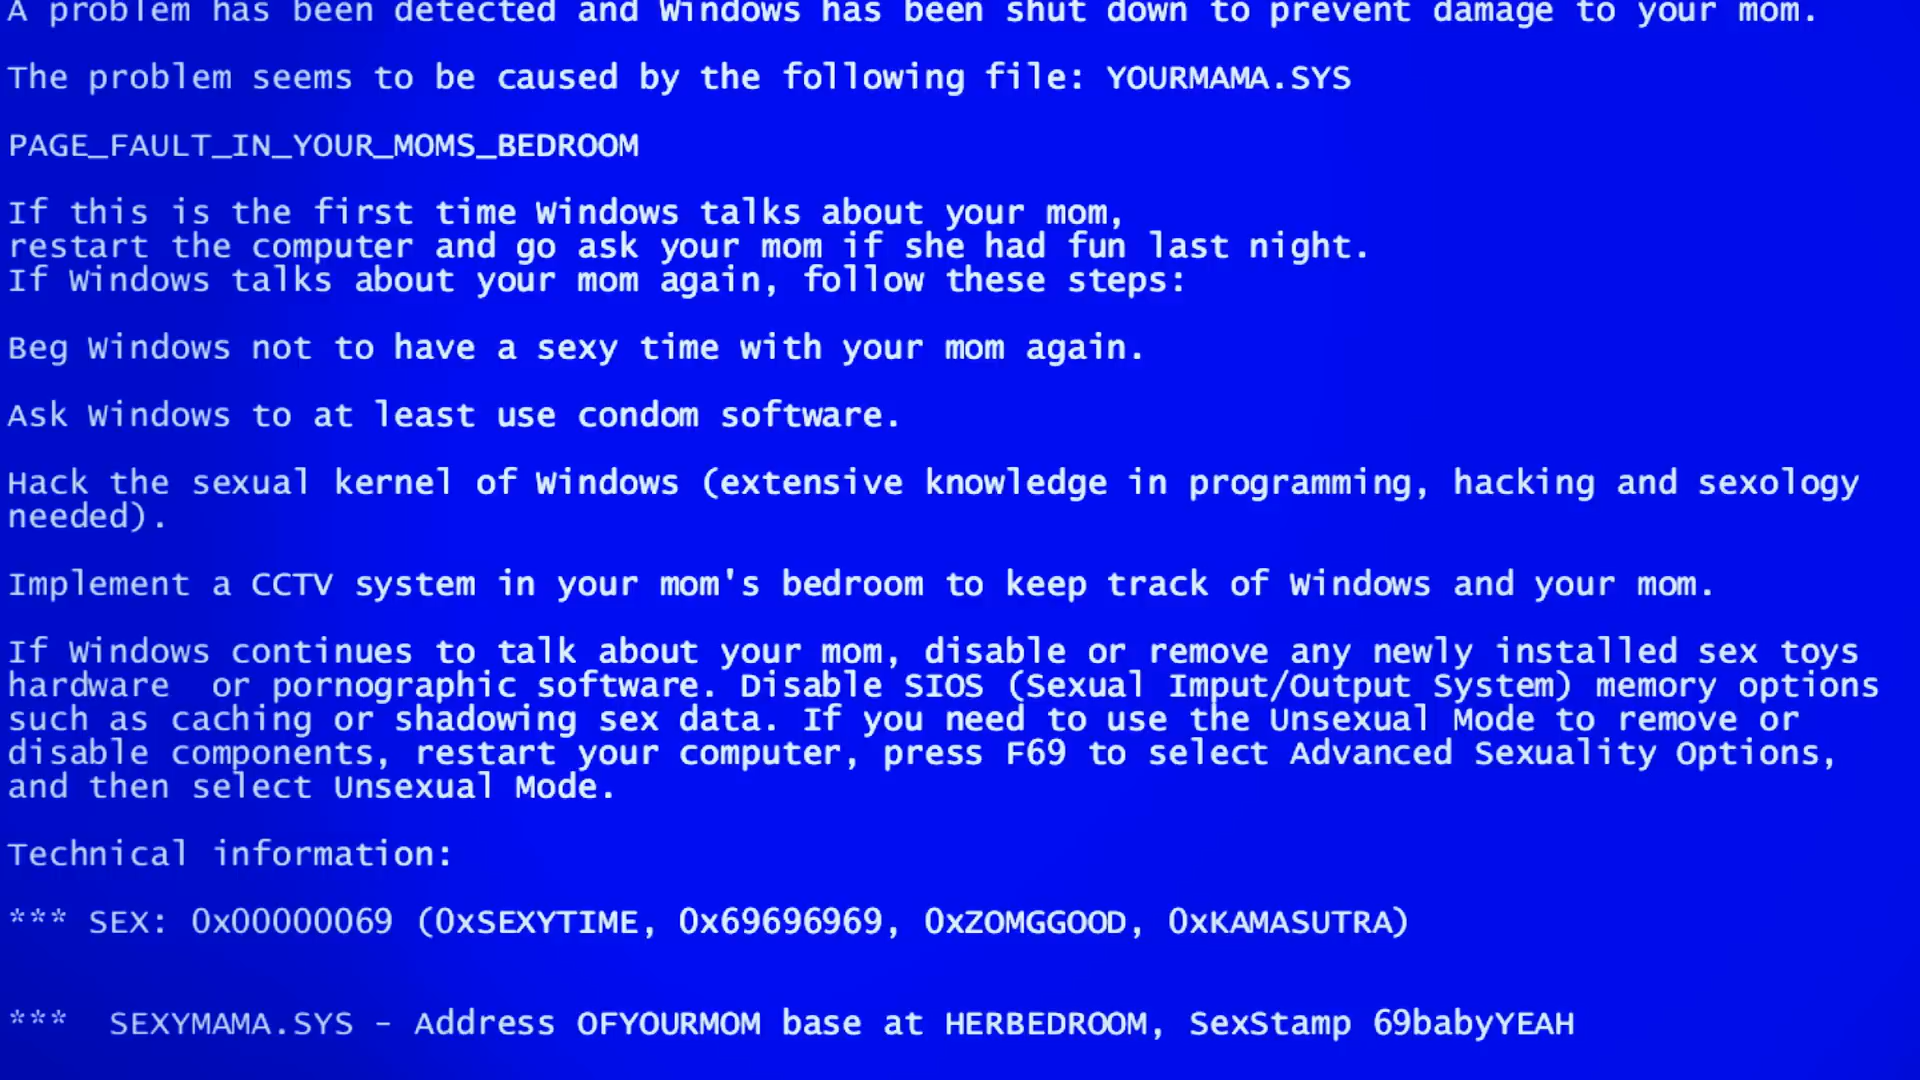 A problem has been detected and Windows has been shut down to prevent damage to your mom.
The problem seems to be caused by the following file: YOURMAMA.SYS
PAGE_FAULT_IN_YOUR_MOMS_BEDROOM
If this is the first time Windows talks about your mom,
restart the computer and go ask your mom if she had fun last night.
If Windows talks about your mom again, follow these steps:
Beg Windows not to have a sexy time with your mom again.
Ask Windows to at least use condom software.
Hack the sexual kernel of Windows (extensive knowledge in programming, hacking and sexology
needed).
Implement a CCTV system in your mom's bedroom to keep track of Windows and your mom.
If Windows continues to talk about your mom, disable or remove any newly installed sex toys
hardware  or pornographic software. Disable SIOS (Sexual Imput/Output System) memory options
such as caching or shadowing sex data. If you need to use the Unsexual Mode to remove or
disable components, restart your computer, press F69 to select Advanced Sexuality Options,
and then select Unsexual Mode.
Technical information:
*** SEX: 0x00000069 (0xSEXYTIME, 0x69696969, 0xZOMGGOOD, 0xKAMASUTRA)
***  SEXYMAMA.SYS - Address OFYOURMOM base at HERBEDROOM, SexStamp 69babyYEAH